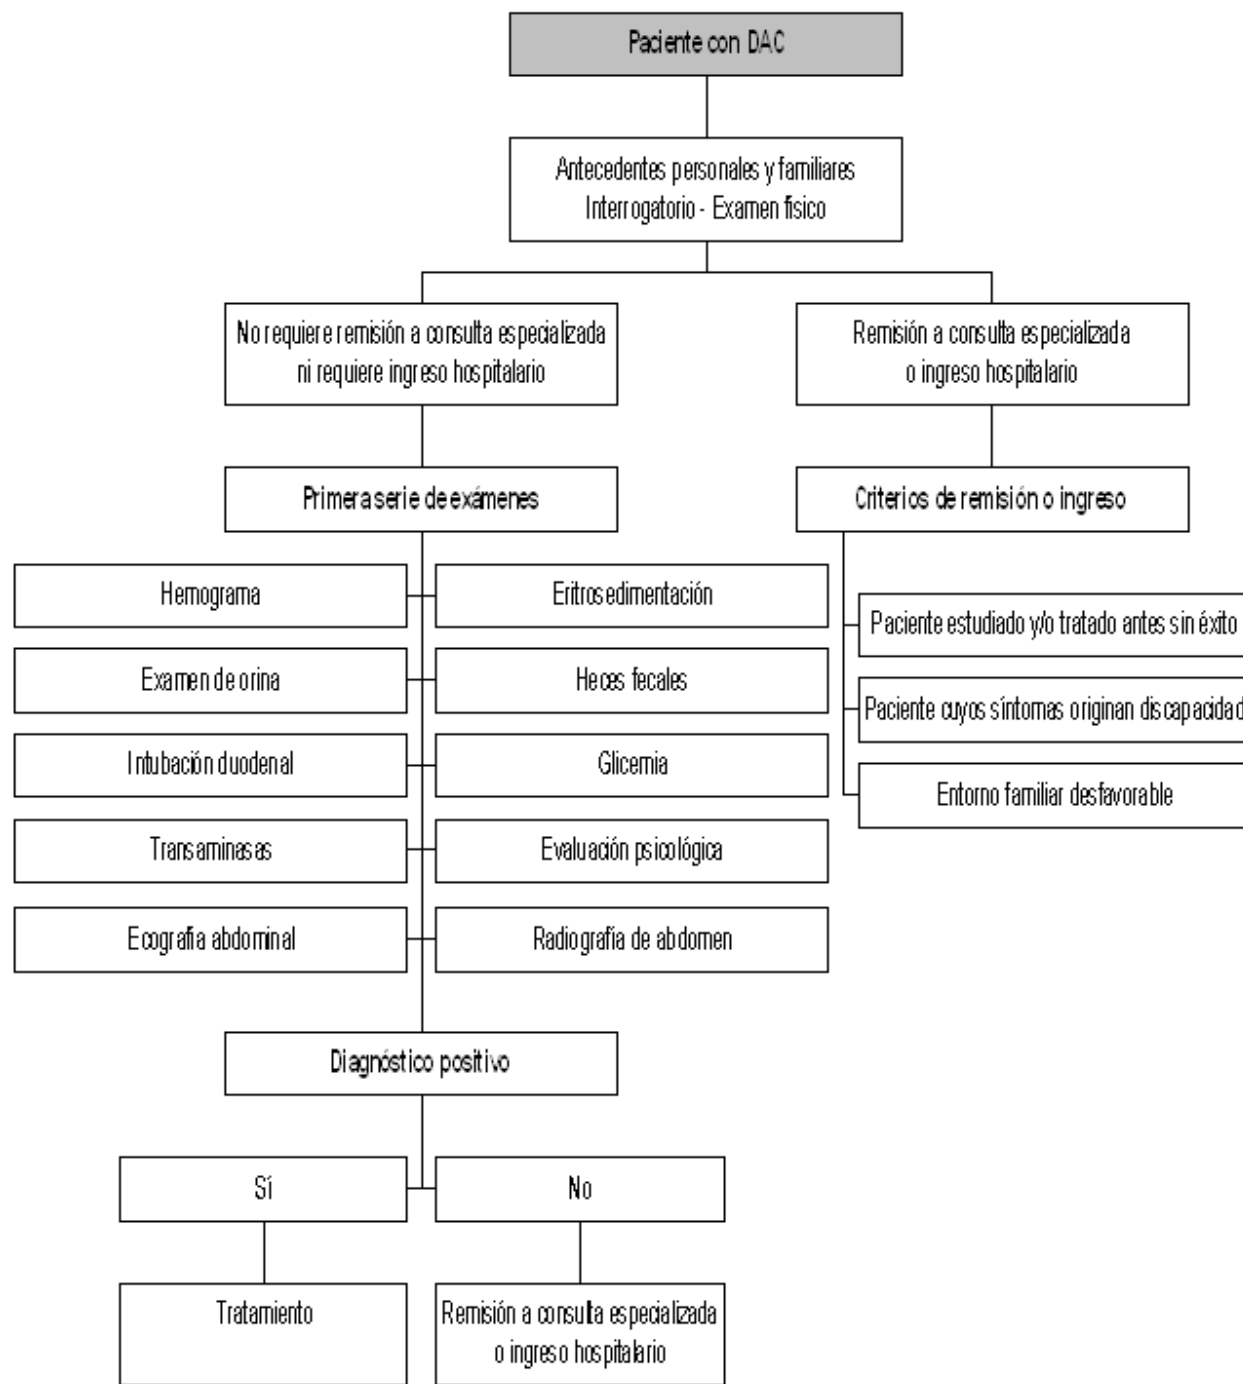 Paciente con DAC
Antecedentes personales y familiares
Interrogatorio - Examen físico
No requiere remisión a consulta especializada
ni requiere ingreso hospitalario
Remisión a consulta especializada
o ingreso hospitalario
Primera serie de exámenes
Criterios de remisión o ingreso
Hemograma
Eritrosedimentación
Paciente estudiado y/o tratado antes sin éxito
Examen de orina
Heces fecales
Paciente cuyos síntomas originan discapacidad
Intubación duodenal
Glicemia
Entorno familiar desfavorable
Transaminasas
Evaluación psicológica
Ecografía abdominal
Radiografía de abdomen
Diagnóstico positivo
Sí
No
Tratamiento
Remisión a consulta especializada
o ingreso hospitalario